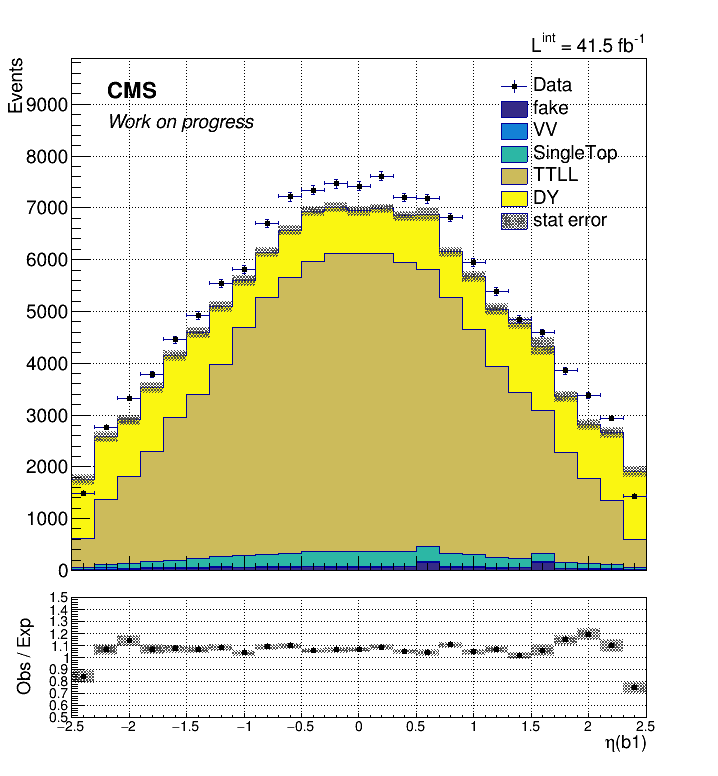 L^int = 41.5 fb^-1
Events
CMS
Work on progress
Data
fake
VV
SingleTop
TTLL
DY
stat error
9000
8000
7000
6000
5000
4000
3000
2000
1000
0
Obs / Exp
1.5
1.4
1.3
1.2
1.1
1
0.9
0.8
0.7
0.6
0.5
−2.5 −2 −1.5 −1 −0.5 0 0.5 1 1.5 2 2.5
η(b1)